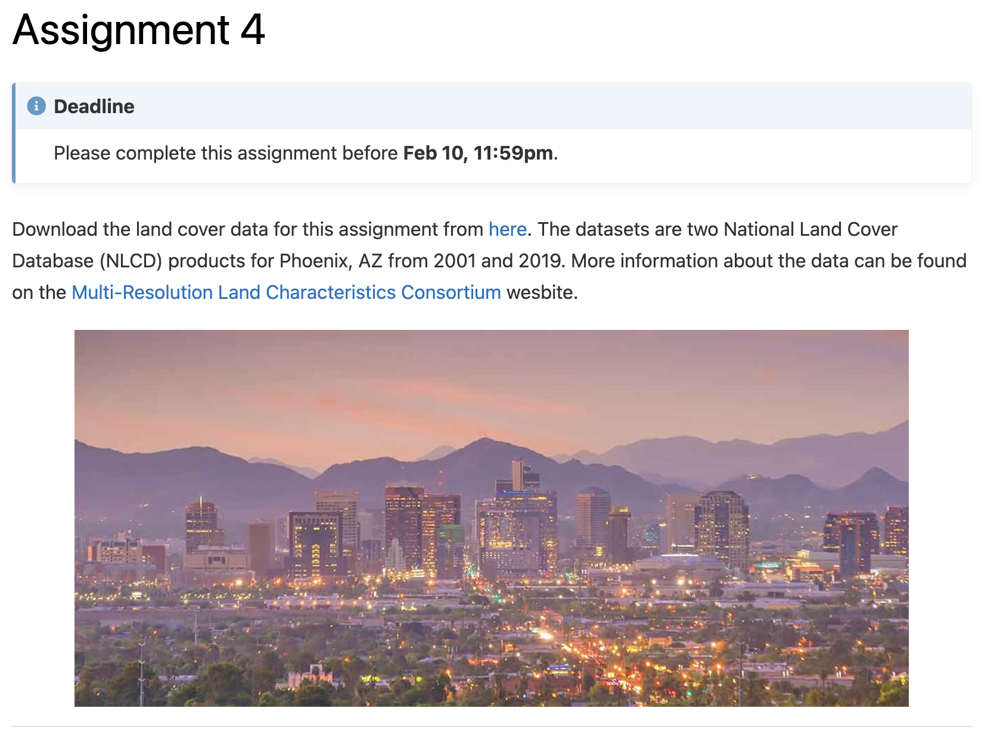 Assignment 4
Deadline
Please complete this assignment before Feb 10, 11:59pm.
Download the land cover data for this assignment from here. The datasets are two National Land Cover
Database (NLCD) products for Phoenix, AZ from 2001 and 2019. More information about the data can be found
on the Multi-Resolution Land Characteristics Consortium wesbite.